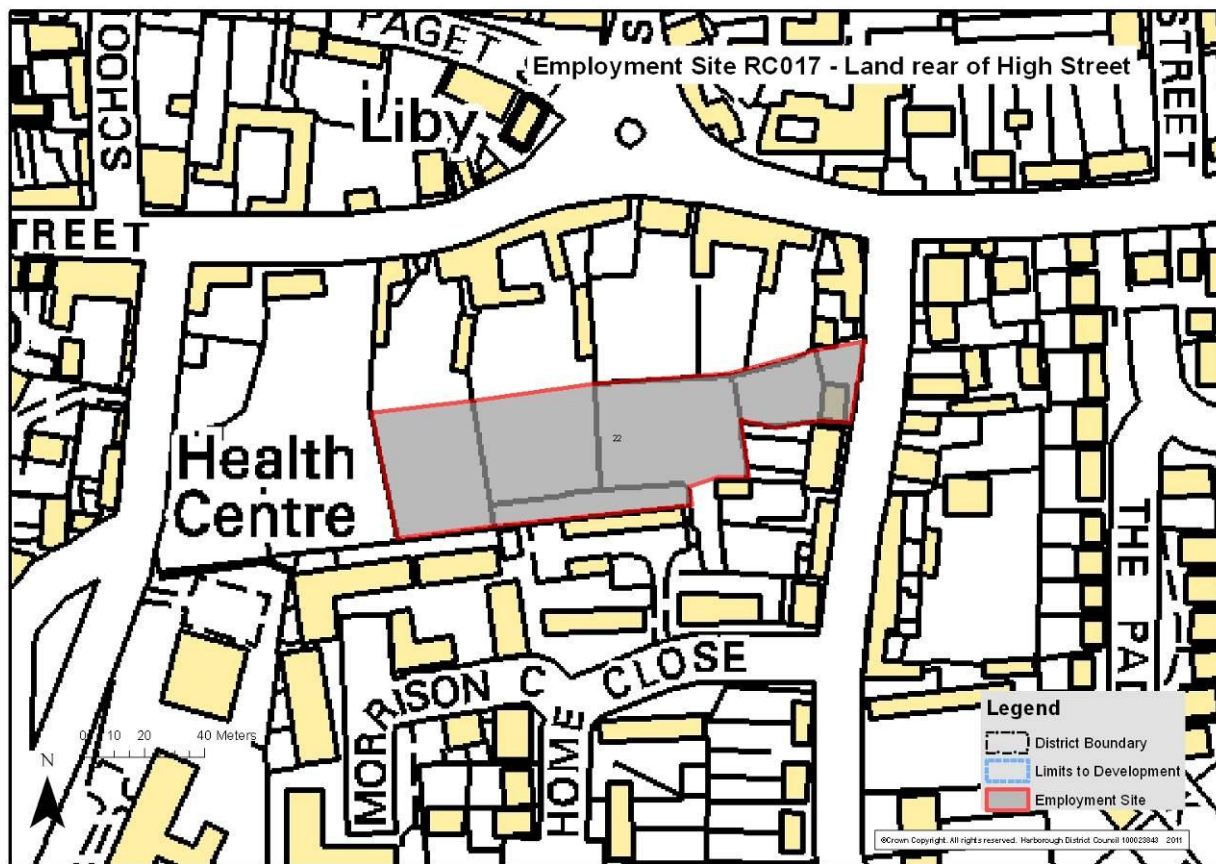 SCHOO
PAGET
S
STREET
Employment Site RC017 - Land rear of High Street
Liby
TREET
22
Health
Centre
THE PAD
MORRISON C
CLOSE
HOME
0 10 20 40 Meters
N
Legend
District Boundary
Limits to Development
Employment Site
©Crown Copyright. All rights reserved. Harborough District Council 100023843 2011